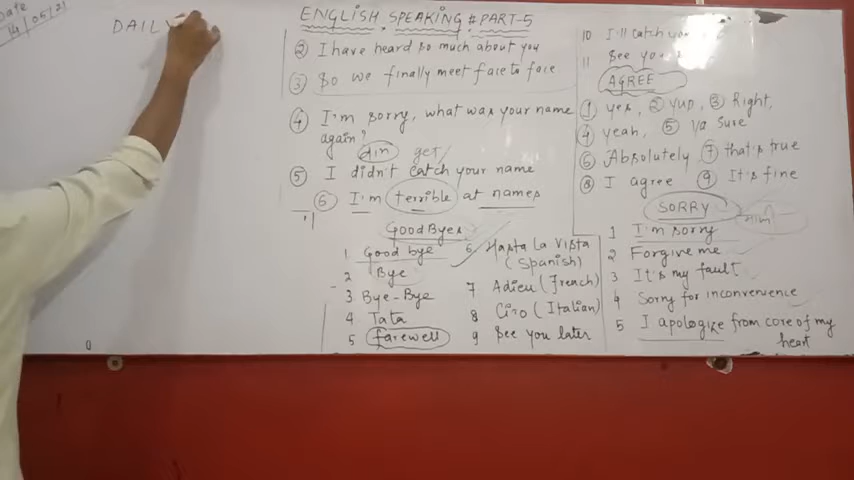 Date
14/05/21
DAILY
ENGLISH SPEAKING # PART-5
② I have heard so much about you
③ So we finally meet face to face
④ I'm sorry, what was your name
again?
get
⑤ I didn't catch your name
⑥ I'm terrible at names
GoodByes
1 Good bye
2 Bye
3 Bye-Bye
4 Tata
5 farewell
6. Hasta La Vista
(Spanish)
7 Adieu (French)
8 Ciro (Italian)
9 See you later
10 I'll catch you
11 See you
AGREE
① yes, ② yup, ③ Right,
④ yeah, ⑤ Ya sure
⑥ Absolutely ⑦ that's true
⑧ I agree ⑨ It's fine
SORRY
1 I'm sorry
2 Forgive me
3 It's my fault
4 Sorry for inconvenience
5 I apologize from core of my
heart